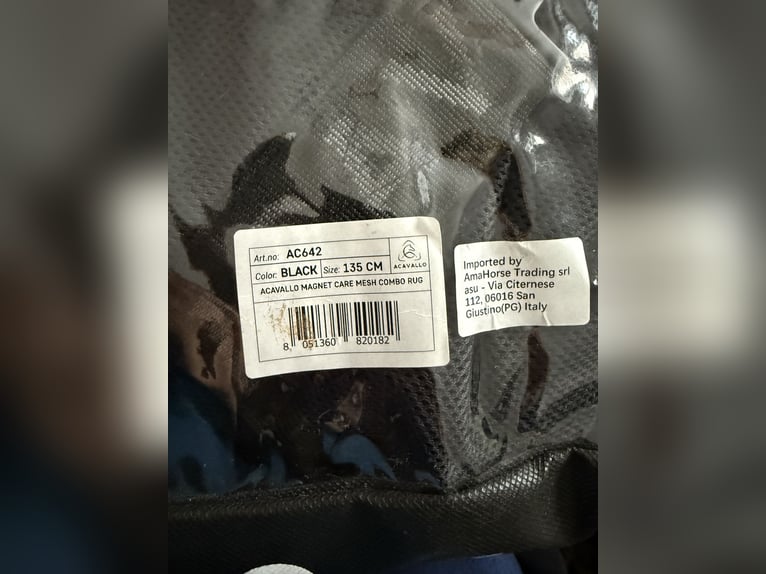 Art.no: AC642
Color: BLACK Size: 135 CM
ACAVALLO
ACAVALLO MAGNET CARE MESH COMBO RUG
8 051360 820182
Imported by
AmaHorse Trading srl
asu - Via Citernese
112, 06016 San
Giustino(PG) Italy